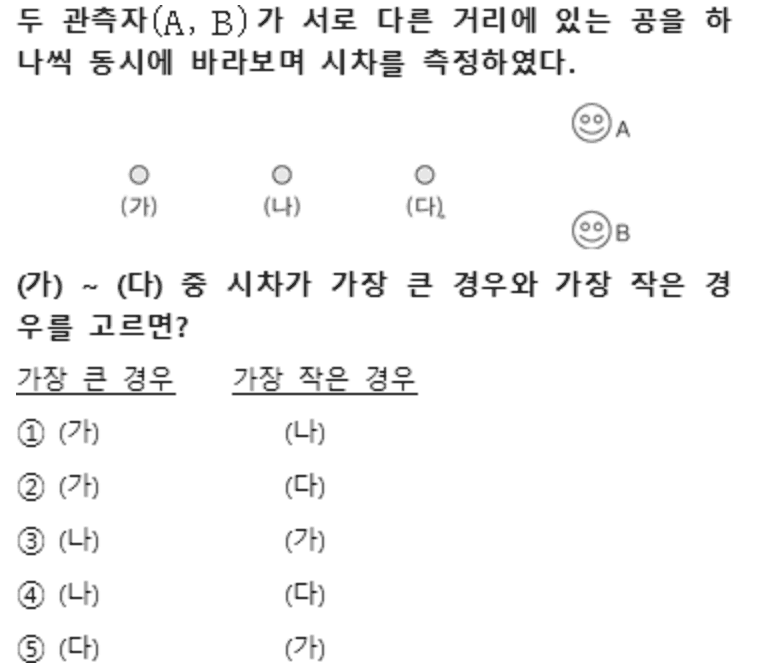 두 관측자(A, B)가 서로 다른 거리에 있는 공을 하
나씩 동시에 바라보며 시차를 측정하였다.
A
(가) (나) (다)
B
(가) ~ (다) 중 시차가 가장 큰 경우와 가장 작은 경
우를 고르면?
가장 큰 경우 가장 작은 경우
① (가) (나)
② (가) (다)
③ (나) (가)
④ (나) (다)
⑤ (다) (가)